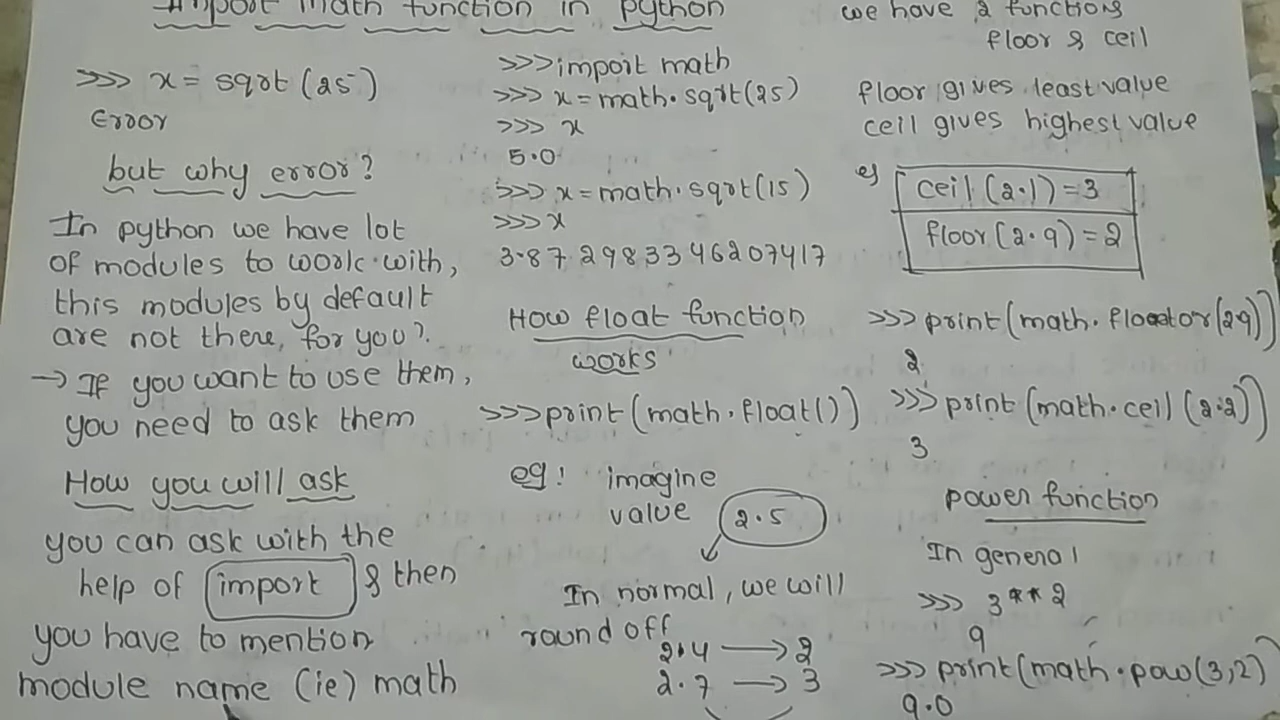 Import math function in python
>>> x = sqrt (25)
Error
but why error?
In python we have lot
of modules to work with,
this modules by default
are not there, for you?
→ If you want to use them,
you need to ask them
How you will ask
you can ask with the
help of import & then
you have to mention
module name (ie) math
>>> import math
>>> x = math.sqrt(25)
>>> x
5.0
>>> x = math.sqrt(15)
>>> x
3.872983346207417
How float function
works
>>> print (math.float())
eg: imagine
value 2.5
In normal, we will
round off
2.4 → 2
2.7 → 3
we have 2 functions
floor & ceil
floor gives least value
ceil gives highest value
eg ceil (2.1) = 3
floor (2.9) = 2
>>> print (math.floor(2.9))
2
>>> print (math.ceil (2.2))
3
power function
In general
>>> 3**2
9
>>> print (math.pow(3,2)
9.0